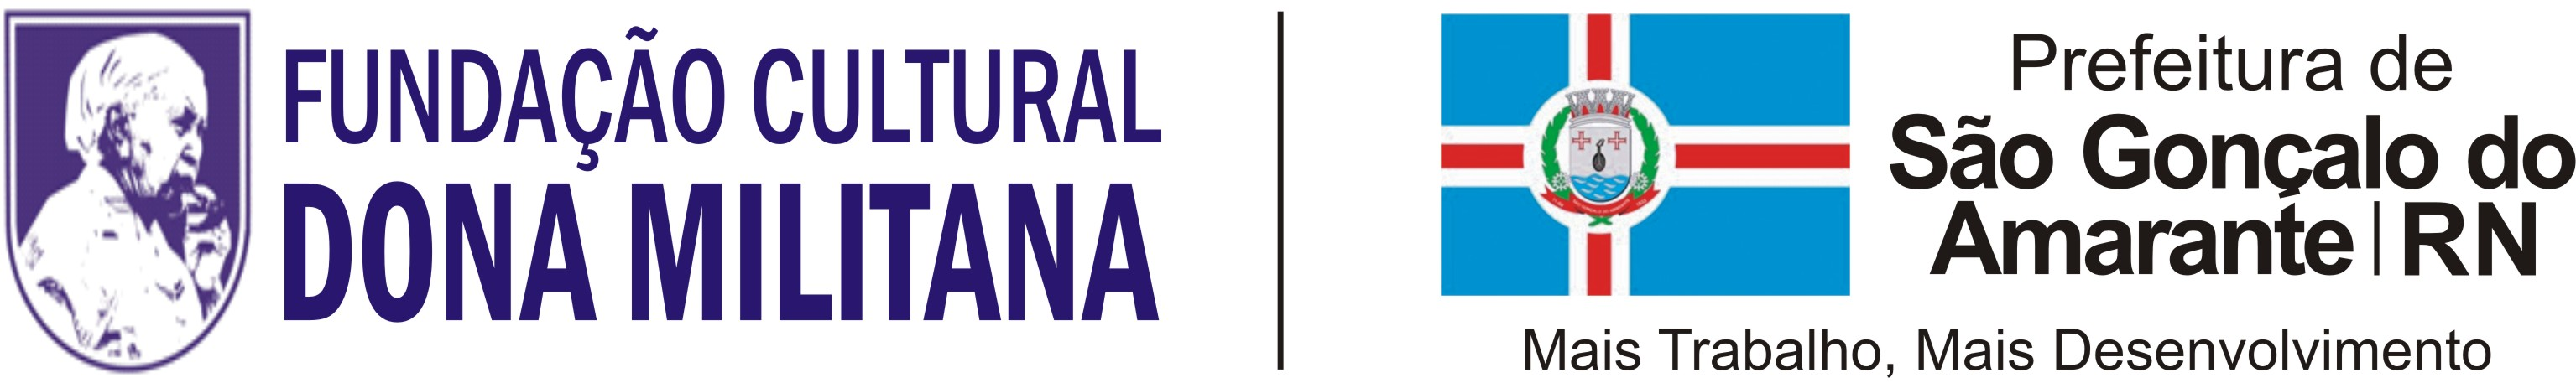 FUNDAÇÃO CULTURAL
DONA MILITANA
Prefeitura de
São Gonçalo do
Amarante|RN
Mais Trabalho, Mais Desenvolvimento